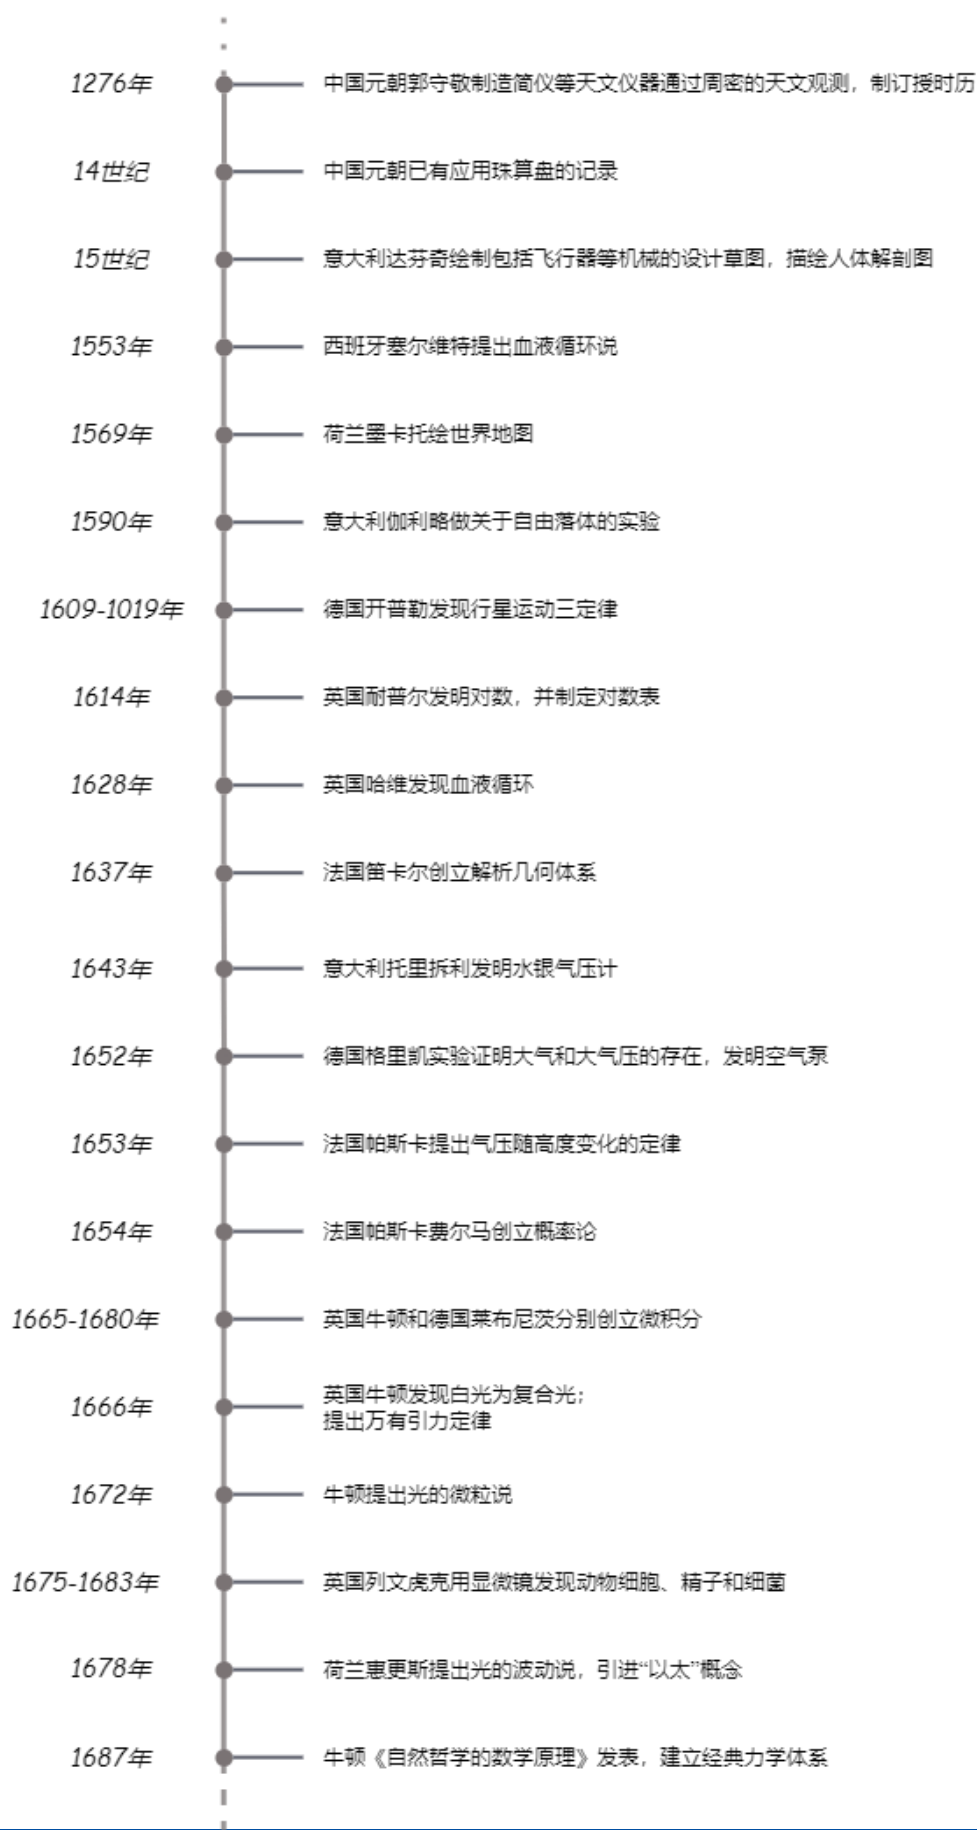 1276年 中国元朝郭守敬制造简仪等天文仪器通过周密的天文观测，制订授时历
14世纪 中国元朝已有应用珠算盘的记录
15世纪 意大利达芬奇绘制包括飞行器等机械的设计草图，描绘人体解剖图
1553年 西班牙塞尔维特提出血液循环说
1569年 荷兰墨卡托绘世界地图
1590年 意大利伽利略做关于自由落体的实验
1609-1019年 德国开普勒发现行星运动三定律
1614年 英国耐普尔发明对数，并制定对数表
1628年 英国哈维发现血液循环
1637年 法国笛卡尔创立解析几何体系
1643年 意大利托里拆利发明水银气压计
1652年 德国格里凯实验证明大气和大气压的存在，发明空气泵
1653年 法国帕斯卡提出气压随高度变化的定律
1654年 法国帕斯卡费尔马创立概率论
1665-1680年 英国牛顿和德国莱布尼茨分别创立微积分
1666年 英国牛顿发现白光为复合光；
提出万有引力定律
1672年 牛顿提出光的微粒说
1675-1683年 英国列文虎克用显微镜发现动物细胞、精子和细菌
1678年 荷兰惠更斯提出光的波动说，引进“以太”概念
1687年 牛顿《自然哲学的数学原理》发表，建立经典力学体系